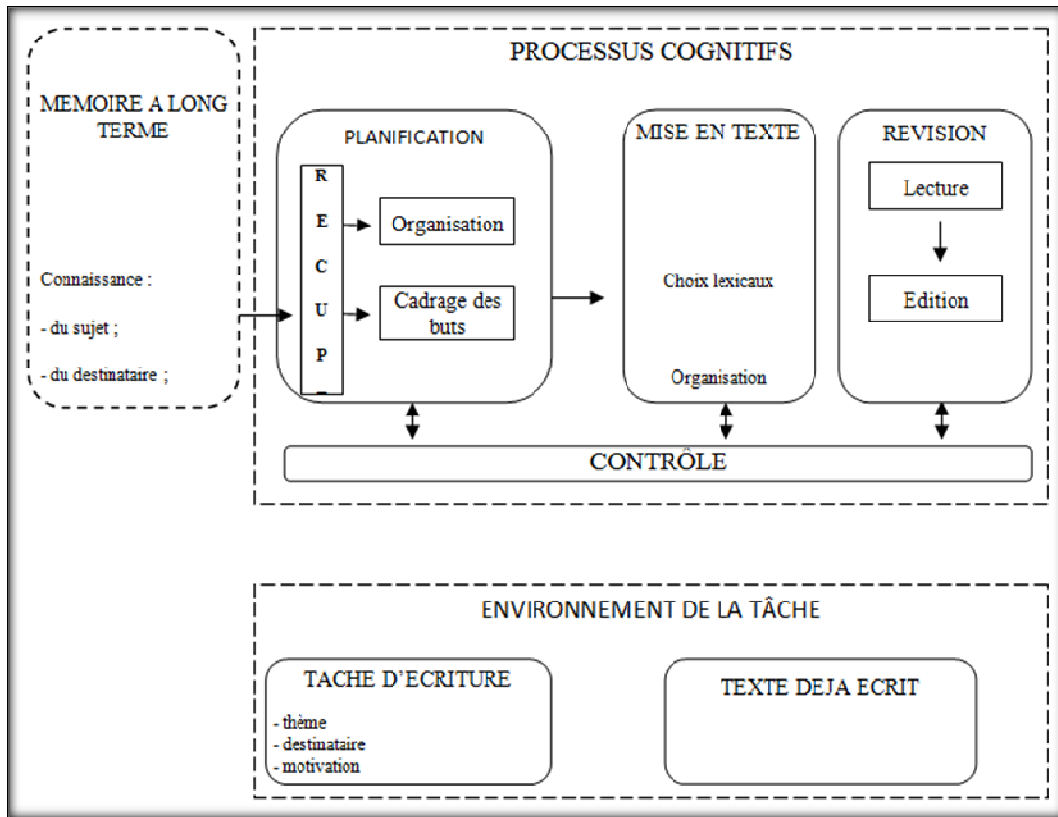 PROCESSUS COGNITIFS
MEMOIRE A LONG
TERME
Connaissance :
- du sujet ;
- du destinataire ;
PLANIFICATION
R
E
C
U
P
Organisation
Cadrage des
buts
MISE EN TEXTE
Choix lexicaux
Organisation
REVISION
Lecture
Edition
CONTRÔLE
ENVIRONNEMENT DE LA TÂCHE
TACHE D'ECRITURE
- thème
- destinataire
- motivation
TEXTE DEJA ECRIT